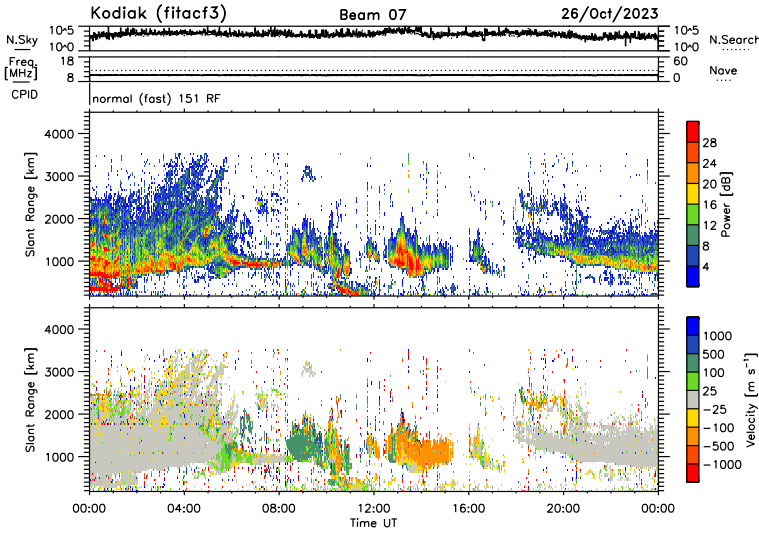 Kodiak (fitacf3) Beam 07 26/Oct/2023
N.Sky 10^5 10^0 10^5 10^0 N.Search
Freq. [MHz] 18 8 60 0 Nave
CPID normal (fast) 151 RF
Slant Range [km]
4000
3000
2000
1000
28
24
20
16
12
8
4
Power [dB]
Slant Range [km]
4000
3000
2000
1000
1000
500
100
25
-25
-100
-500
-1000
Velocity [m s⁻¹]
00:00 04:00 08:00 12:00 16:00 20:00 00:00
Time UT